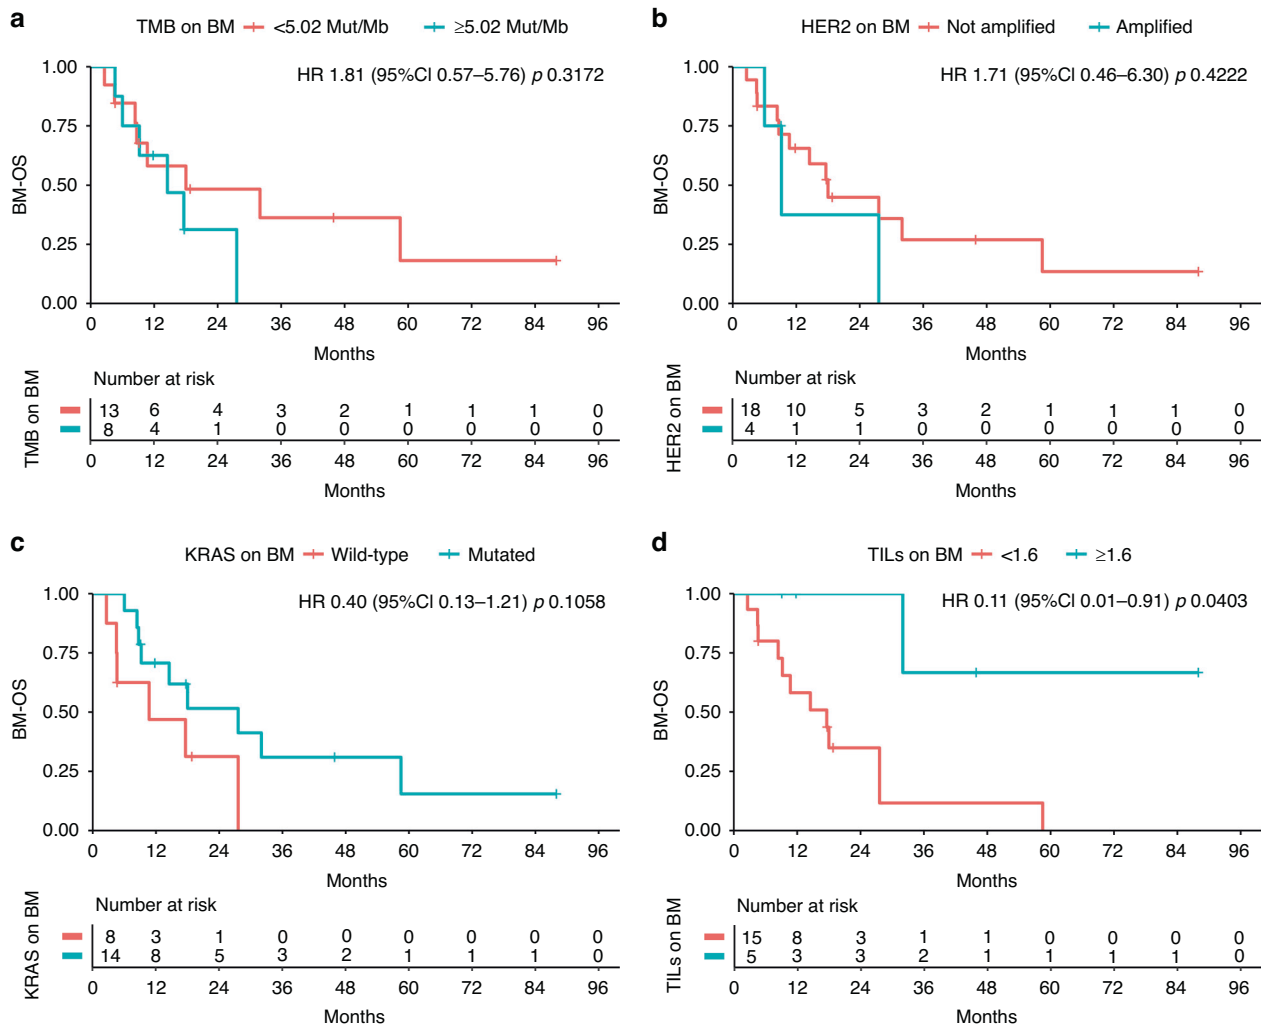 a
TMB on BM <5.02 Mut/Mb ≥5.02 Mut/Mb
HR 1.81 (95%CI 0.57–5.76) p 0.3172
BM-OS
1.00
0.75
0.50
0.25
0.00
0 12 24 36 48 60 72 84 96
Months
Number at risk
TMB on BM
13 6 4 3 2 1 1 1 0
8 4 1 0 0 0 0 0 0
0 12 24 36 48 60 72 84 96
Months
b
HER2 on BM Not amplified Amplified
HR 1.71 (95%CI 0.46–6.30) p 0.4222
BM-OS
1.00
0.75
0.50
0.25
0.00
0 12 24 36 48 60 72 84 96
Months
Number at risk
HER2 on BM
18 10 5 3 2 1 1 1 0
4 1 1 0 0 0 0 0 0
0 12 24 36 48 60 72 84 96
Months
c
KRAS on BM Wild-type Mutated
HR 0.40 (95%CI 0.13–1.21) p 0.1058
BM-OS
1.00
0.75
0.50
0.25
0.00
0 12 24 36 48 60 72 84 96
Months
Number at risk
KRAS on BM
8 3 1 0 0 0 0 0 0
14 8 5 3 2 1 1 1 0
0 12 24 36 48 60 72 84 96
Months
d
TILs on BM <1.6 ≥1.6
HR 0.11 (95%CI 0.01–0.91) p 0.0403
BM-OS
1.00
0.75
0.50
0.25
0.00
0 12 24 36 48 60 72 84 96
Months
Number at risk
TILs on BM
15 8 3 1 1 0 0 0 0
5 3 3 2 1 1 1 1 0
0 12 24 36 48 60 72 84 96
Months